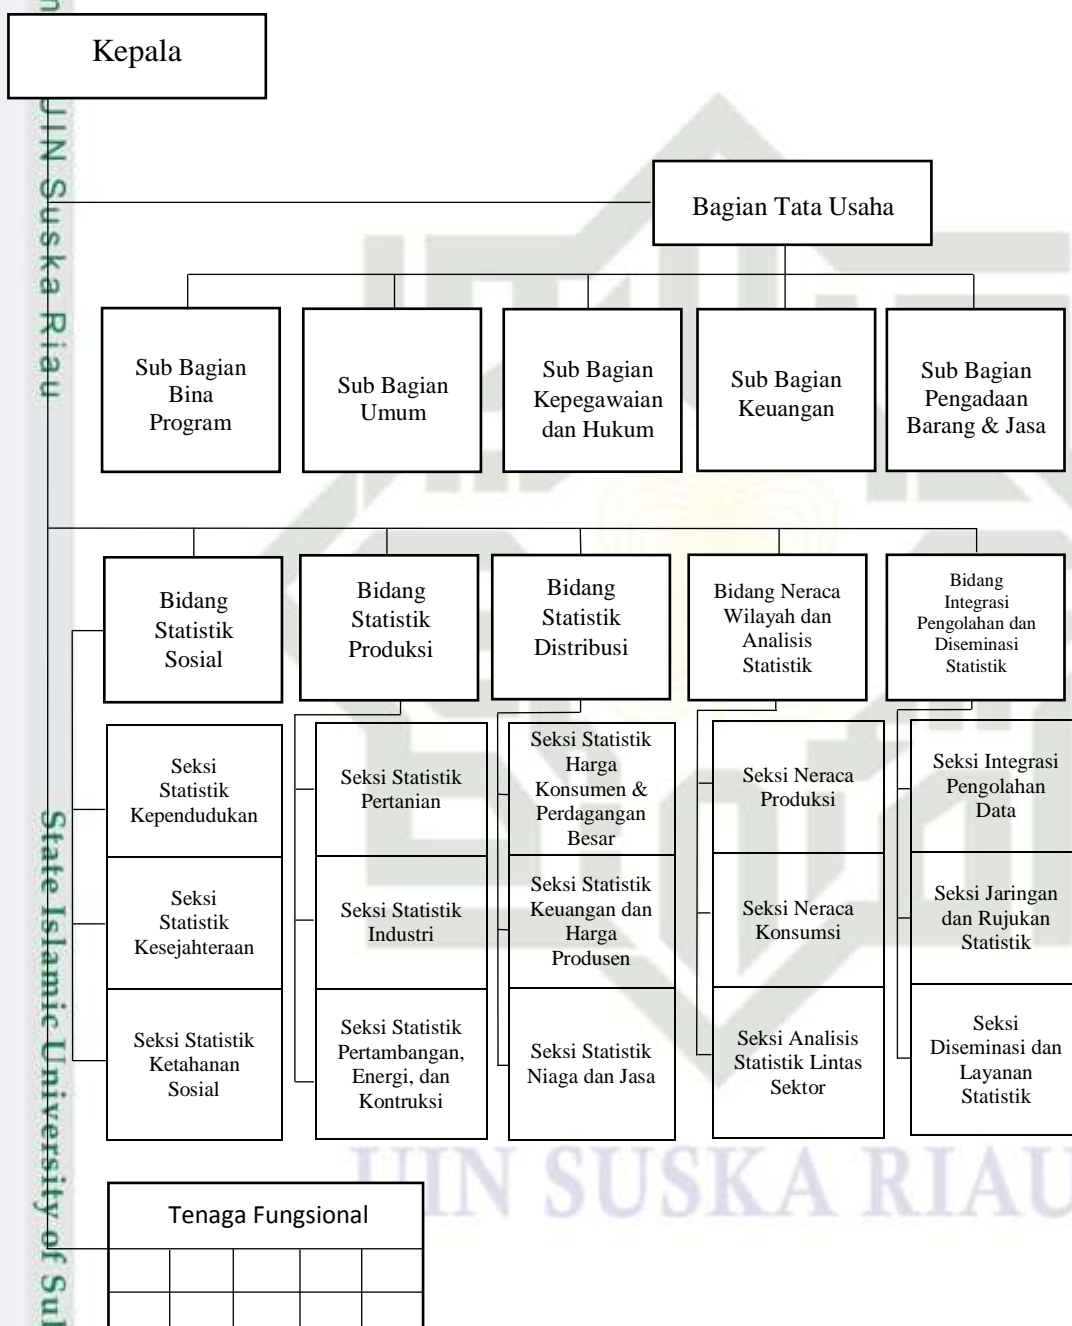 Kepala
Bagian Tata Usaha
Sub Bagian
Bina
Program
Sub Bagian
Umum
Sub Bagian
Kepegawaian
dan Hukum
Sub Bagian
Keuangan
Sub Bagian
Pengadaan
Barang & Jasa
Bidang
Statistik
Sosial
Bidang
Statistik
Produksi
Bidang
Statistik
Distribusi
Bidang Neraca
Wilayah dan
Analisis
Statistik
Bidang
Integrasi
Pengolahan dan
Diseminasi
Statistik
Seksi
Statistik
Kependudukan
Seksi
Statistik
Kesejahteraan
Seksi Statistik
Ketahanan
Sosial
Seksi Statistik
Pertanian
Seksi Statistik
Industri
Seksi Statistik
Pertambangan,
Energi, dan
Kontruksi
Seksi Statistik
Harga
Konsumen &
Perdagangan
Besar
Seksi Statistik
Keuangan dan
Harga
Produsen
Seksi Statistik
Niaga dan Jasa
Seksi Neraca
Produksi
Seksi Neraca
Konsumsi
Seksi Analisis
Statistik Lintas
Sektor
Seksi Integrasi
Pengolahan
Data
Seksi Jaringan
dan Rujukan
Statistik
Seksi
Diseminasi dan
Layanan
Statistik
Tenaga Fungsional
UIN SUSKA RIAU
UIN Suska Riau
State Islamic University of Sul